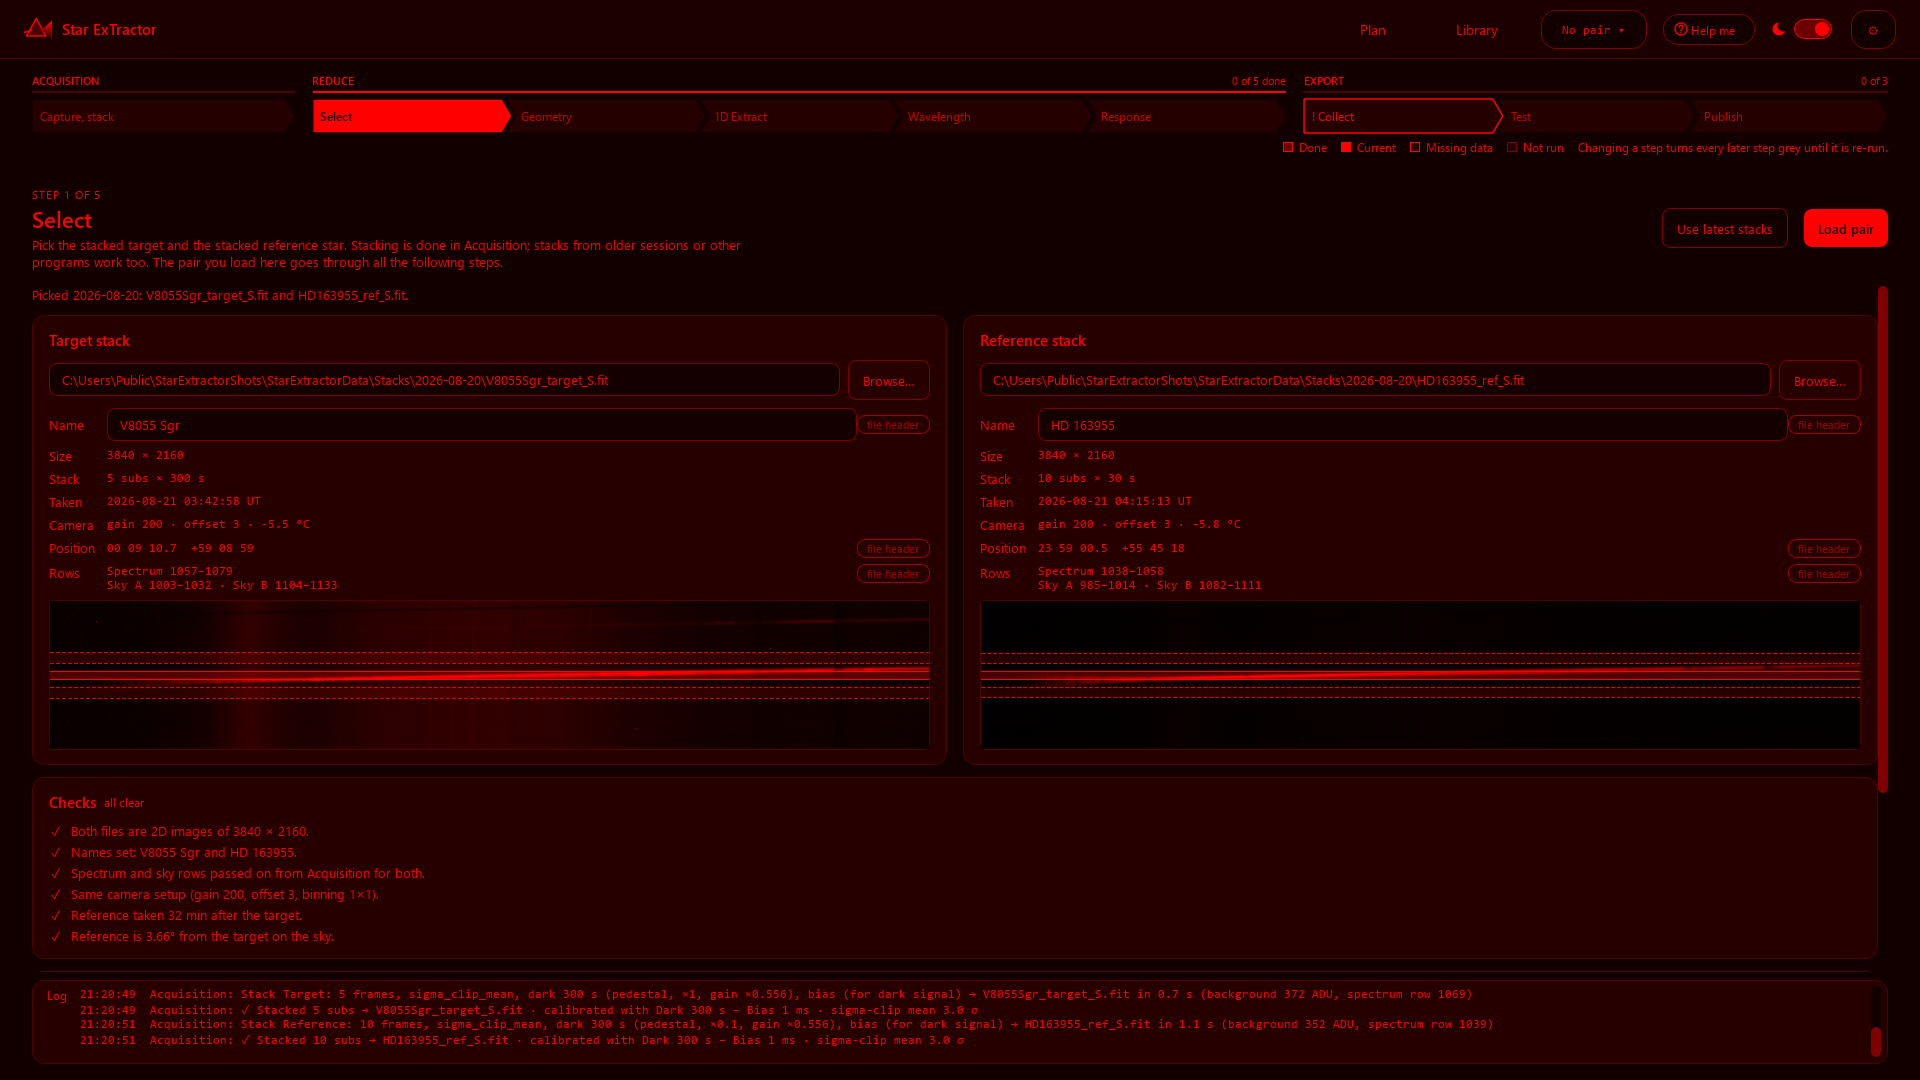 Star ExTractor
Plan
Library
No pair
Help me
ACQUISITION
REDUCE
0 of 5 done
EXPORT
0 of 3
Capture, stack
Select
Geometry
1D Extract
Wavelength
Response
! Collect
Test
Publish
Done
Current
Missing data
Not run
Changing a step turns every later step grey until it is re-run.
STEP 1 OF 5
Select
Pick the stacked target and the stacked reference star. Stacking is done in Acquisition; stacks from older sessions or other
programs work too. The pair you load here goes through all the following steps.
Use latest stacks
Load pair
Picked 2026-08-20: V8055Sgr_target_S.fit and HD163955_ref_S.fit.
Target stack
C:\Users\Public\StarExtractorShots\StarExtractorData\Stacks\2026-08-20\V8055Sgr_target_S.fit
Browse...
Name V8055 Sgr file header
Size 3840 × 2160
Stack 5 subs × 300 s
Taken 2026-08-21 03:42:58 UT
Camera gain 200 · offset 3 · -5.5 °C
Position 00 09 10.7 +59 08 59 file header
Rows Spectrum 1057–1079 file header
Sky A 1003–1032 · Sky B 1104–1133
Reference stack
C:\Users\Public\StarExtractorShots\StarExtractorData\Stacks\2026-08-20\HD163955_ref_S.fit
Browse...
Name HD 163955 file header
Size 3840 × 2160
Stack 10 subs × 30 s
Taken 2026-08-21 04:15:13 UT
Camera gain 200 · offset 3 · -5.8 °C
Position 23 59 00.5 +55 45 18 file header
Rows Spectrum 1038–1058 file header
Sky A 985–1014 · Sky B 1082–1111
Checks all clear
✓ Both files are 2D images of 3840 × 2160.
✓ Names set: V8055 Sgr and HD 163955.
✓ Spectrum and sky rows passed on from Acquisition for both.
✓ Same camera setup (gain 200, offset 3, binning 1×1).
✓ Reference taken 32 min after the target.
✓ Reference is 3.66° from the target on the sky.
Log
21:20:49 Acquisition: Stack Target: 5 frames, sigma_clip_mean, dark 300 s (pedestal, ×1, gain ×0.556), bias (for dark signal) → V8055Sgr_target_S.fit in 0.7 s (background 372 ADU, spectrum row 1069)
21:20:49 Acquisition: ✓ Stacked 5 subs → V8055Sgr_target_S.fit · calibrated with Dark 300 s − Bias 1 ms · sigma-clip mean 3.0 σ
21:20:51 Acquisition: Stack Reference: 10 frames, sigma_clip_mean, dark 300 s (pedestal, ×0.1, gain ×0.556), bias (for dark signal) → HD163955_ref_S.fit in 1.1 s (background 352 ADU, spectrum row 1039)
21:20:51 Acquisition: ✓ Stacked 10 subs → HD163955_ref_S.fit · calibrated with Dark 300 s − Bias 1 ms · sigma-clip mean 3.0 σ